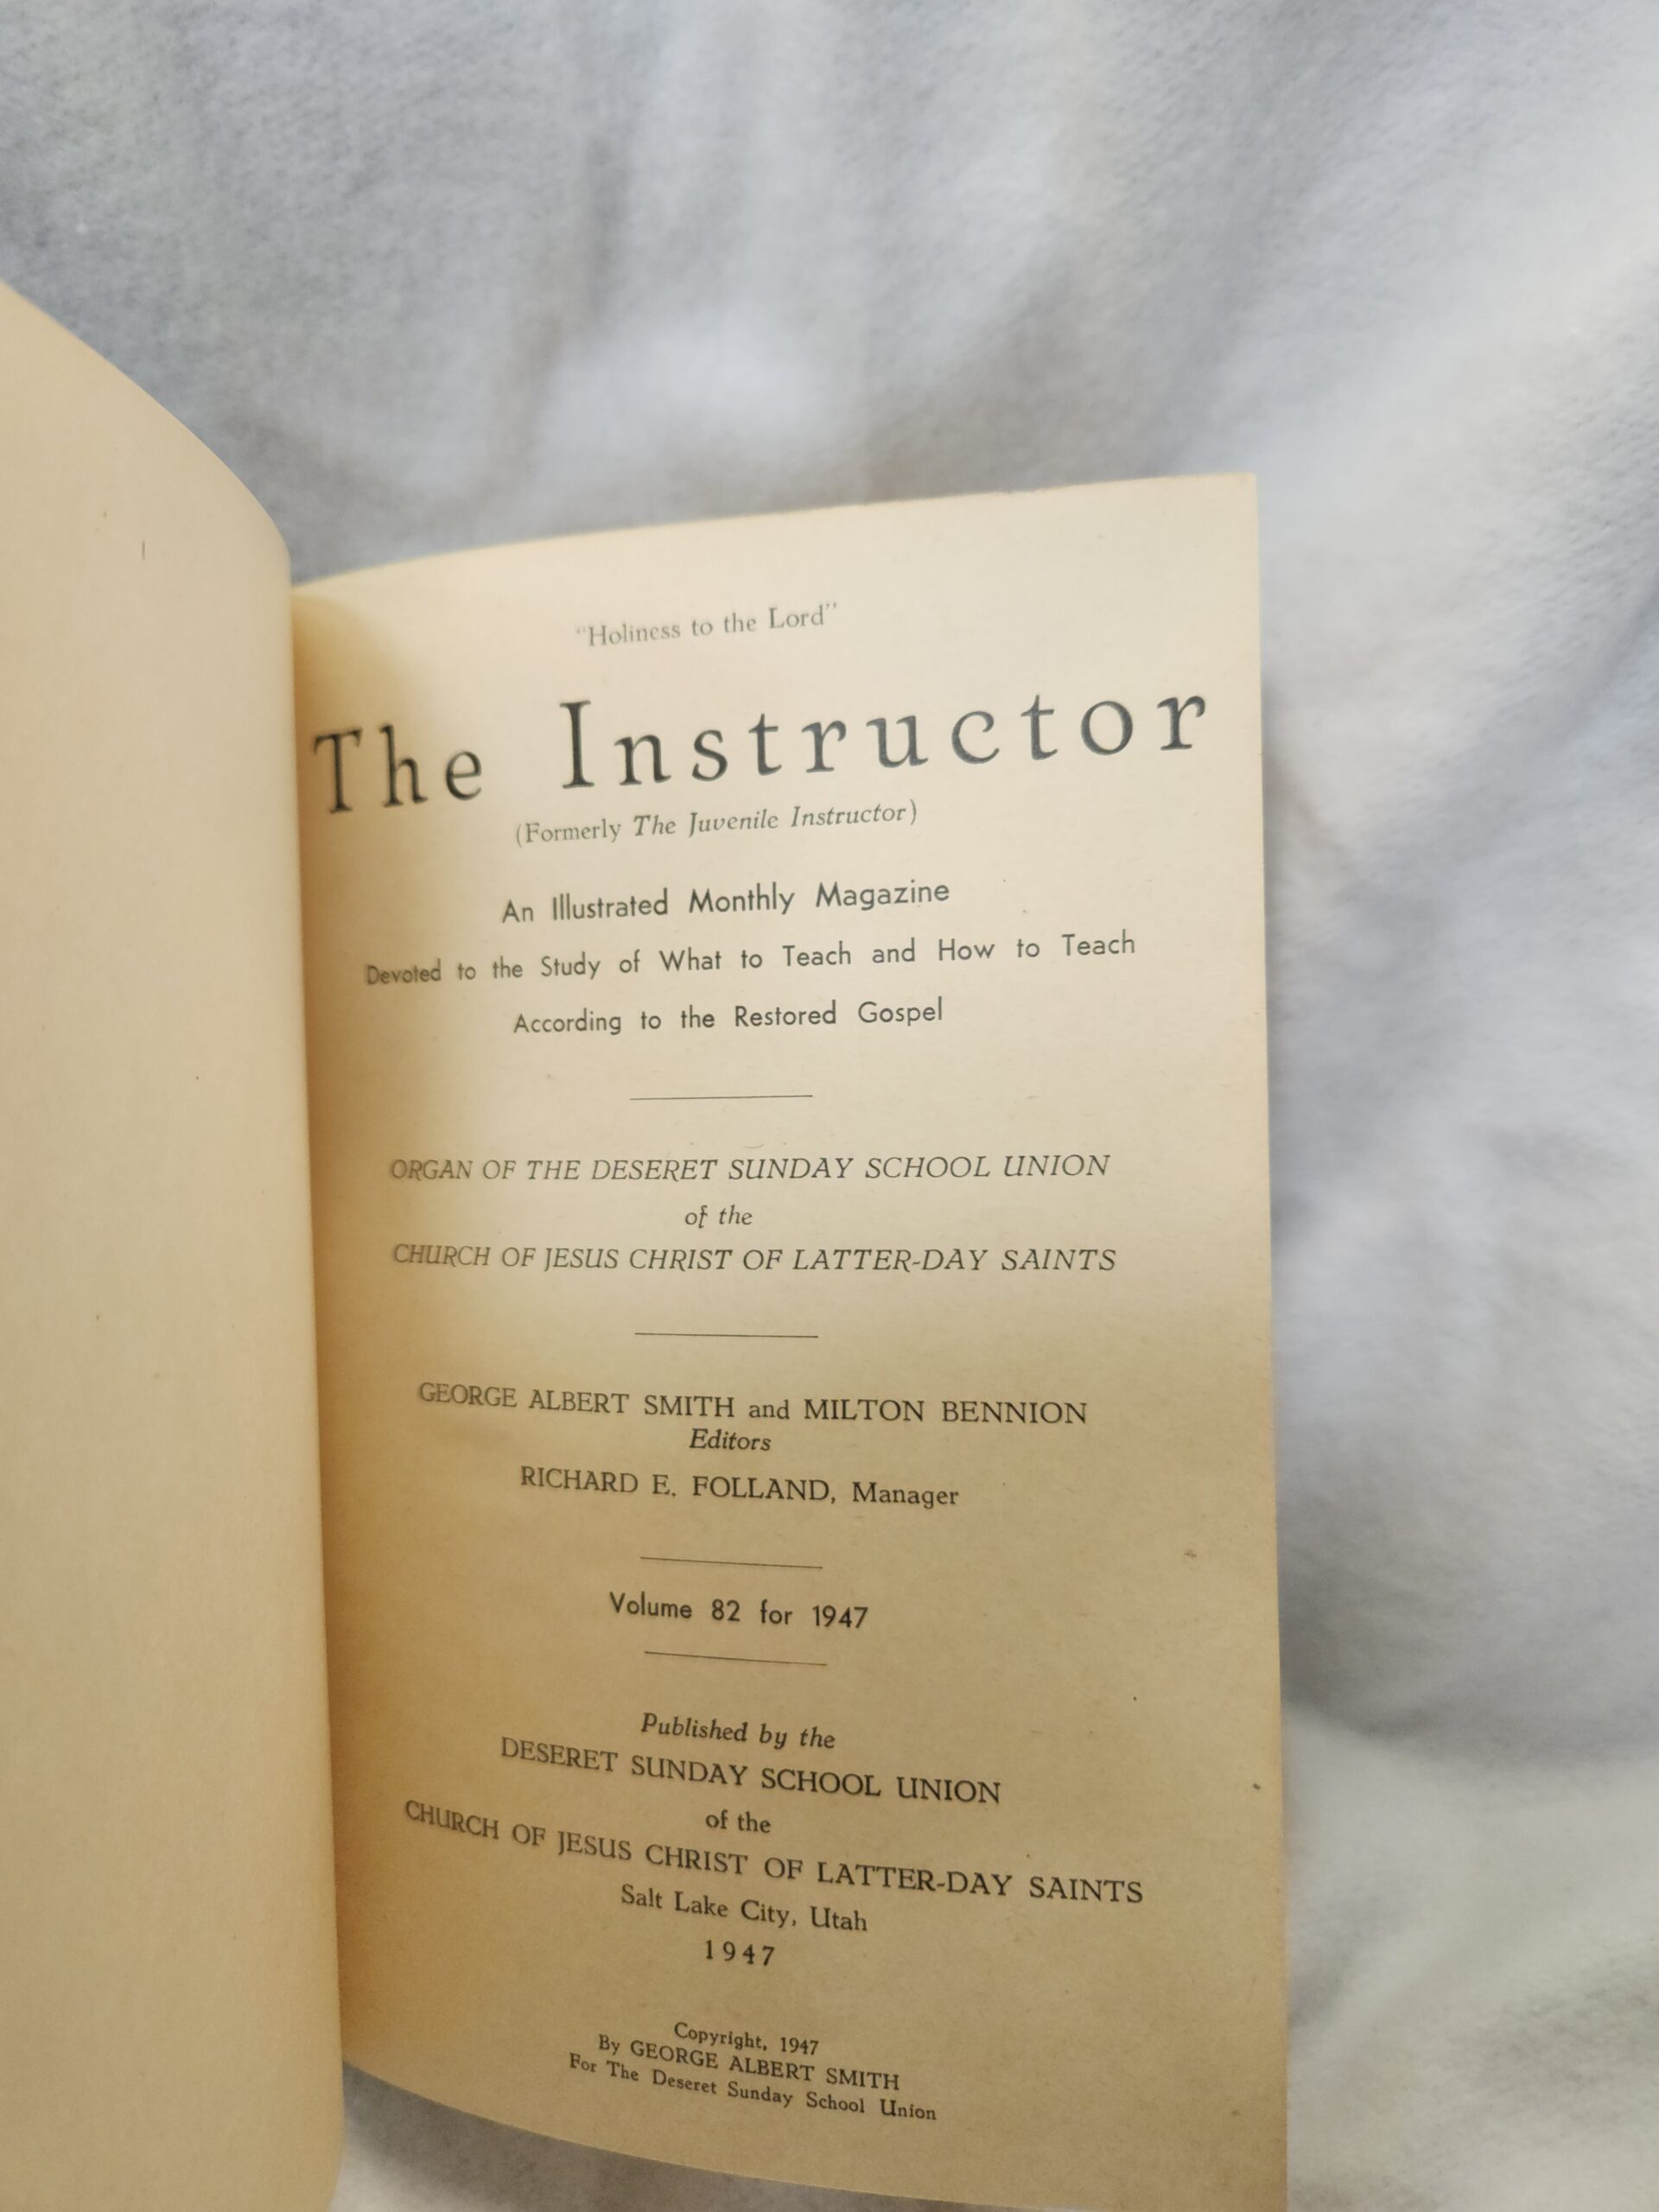 "Holiness to the Lord"
The Instructor
(Formerly The Juvenile Instructor)
An Illustrated Monthly Magazine
Devoted to the Study of What to Teach and How to Teach
According to the Restored Gospel
ORGAN OF THE DESERET SUNDAY SCHOOL UNION
of the
CHURCH OF JESUS CHRIST OF LATTER-DAY SAINTS
GEORGE ALBERT SMITH and MILTON BENNION
Editors
RICHARD E. FOLLAND, Manager
Volume 82 for 1947
Published by the
DESERET SUNDAY SCHOOL UNION
of the
CHURCH OF JESUS CHRIST OF LATTER-DAY SAINTS
Salt Lake City, Utah
1947
Copyright, 1947
By GEORGE ALBERT SMITH
For The Deseret Sunday School Union